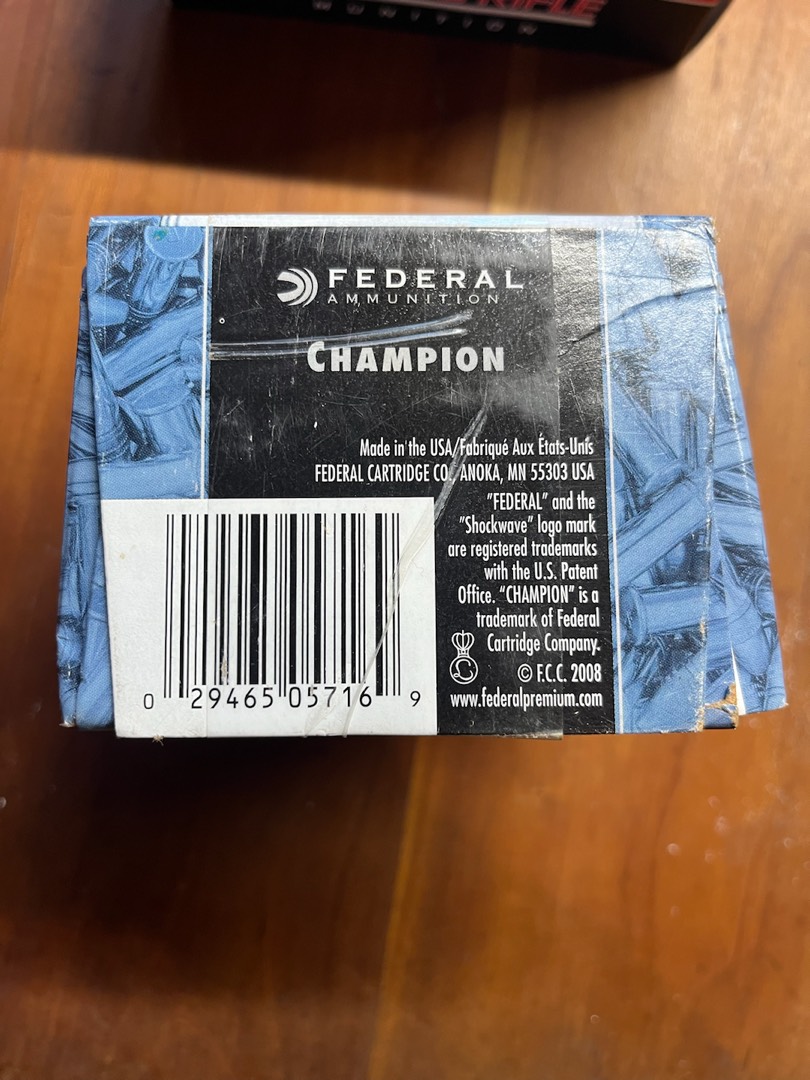 RIFLE
MUNITION
FEDERAL
AMMUNITION
CHAMPION
Made in the USA/Fabriqué Aux États-Unis
FEDERAL CARTRIDGE CO. ANOKA, MN 55303 USA
"FEDERAL" and the
"Shockwave" logo mark
are registered trademarks
with the U.S. Patent
Office. "CHAMPION" is a
trademark of Federal
Cartridge Company.
© F.C.C. 2008
www.federalpremium.com
0 29465 05716 9